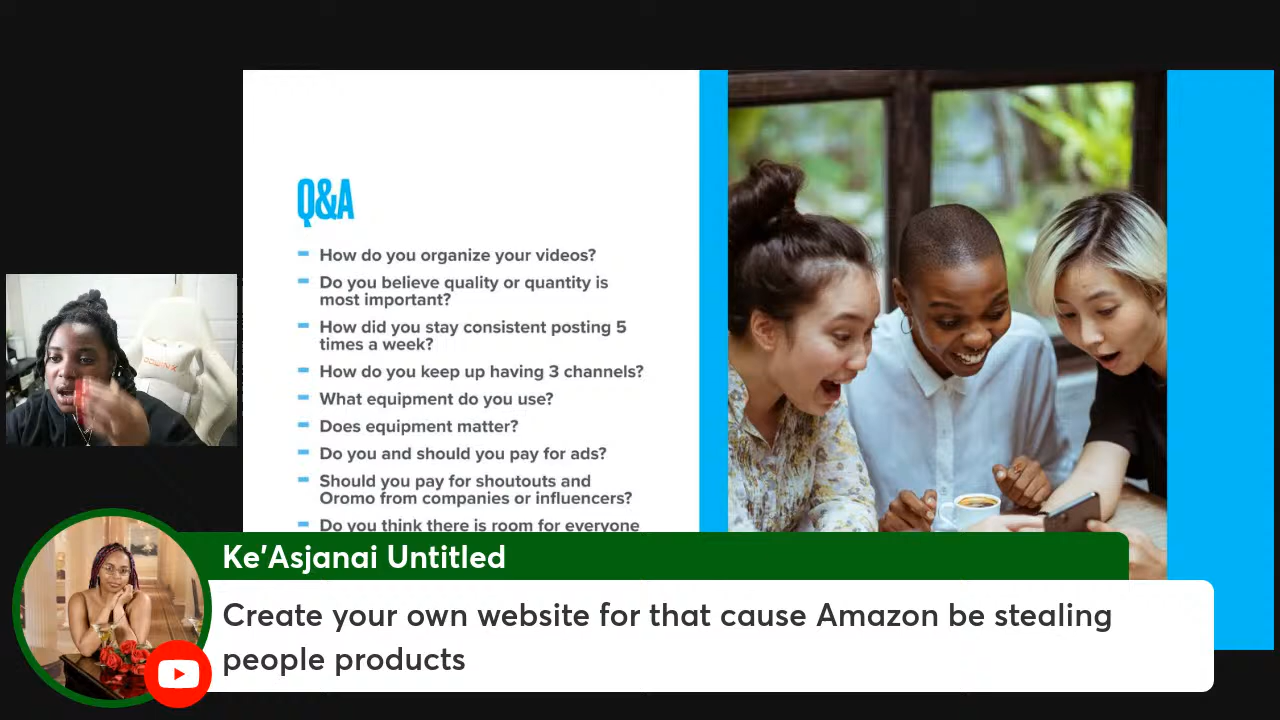 Q&A
- How do you organize your videos?
- Do you believe quality or quantity is
most important?
- How did you stay consistent posting 5
times a week?
- How do you keep up having 3 channels?
- What equipment do you use?
- Does equipment matter?
- Do you and should you pay for ads?
- Should you pay for shoutouts and
Oromo from companies or influencers?
- Do you think there is room for everyone
Ke'Asjanai Untitled
Create your own website for that cause Amazon be stealing
people products